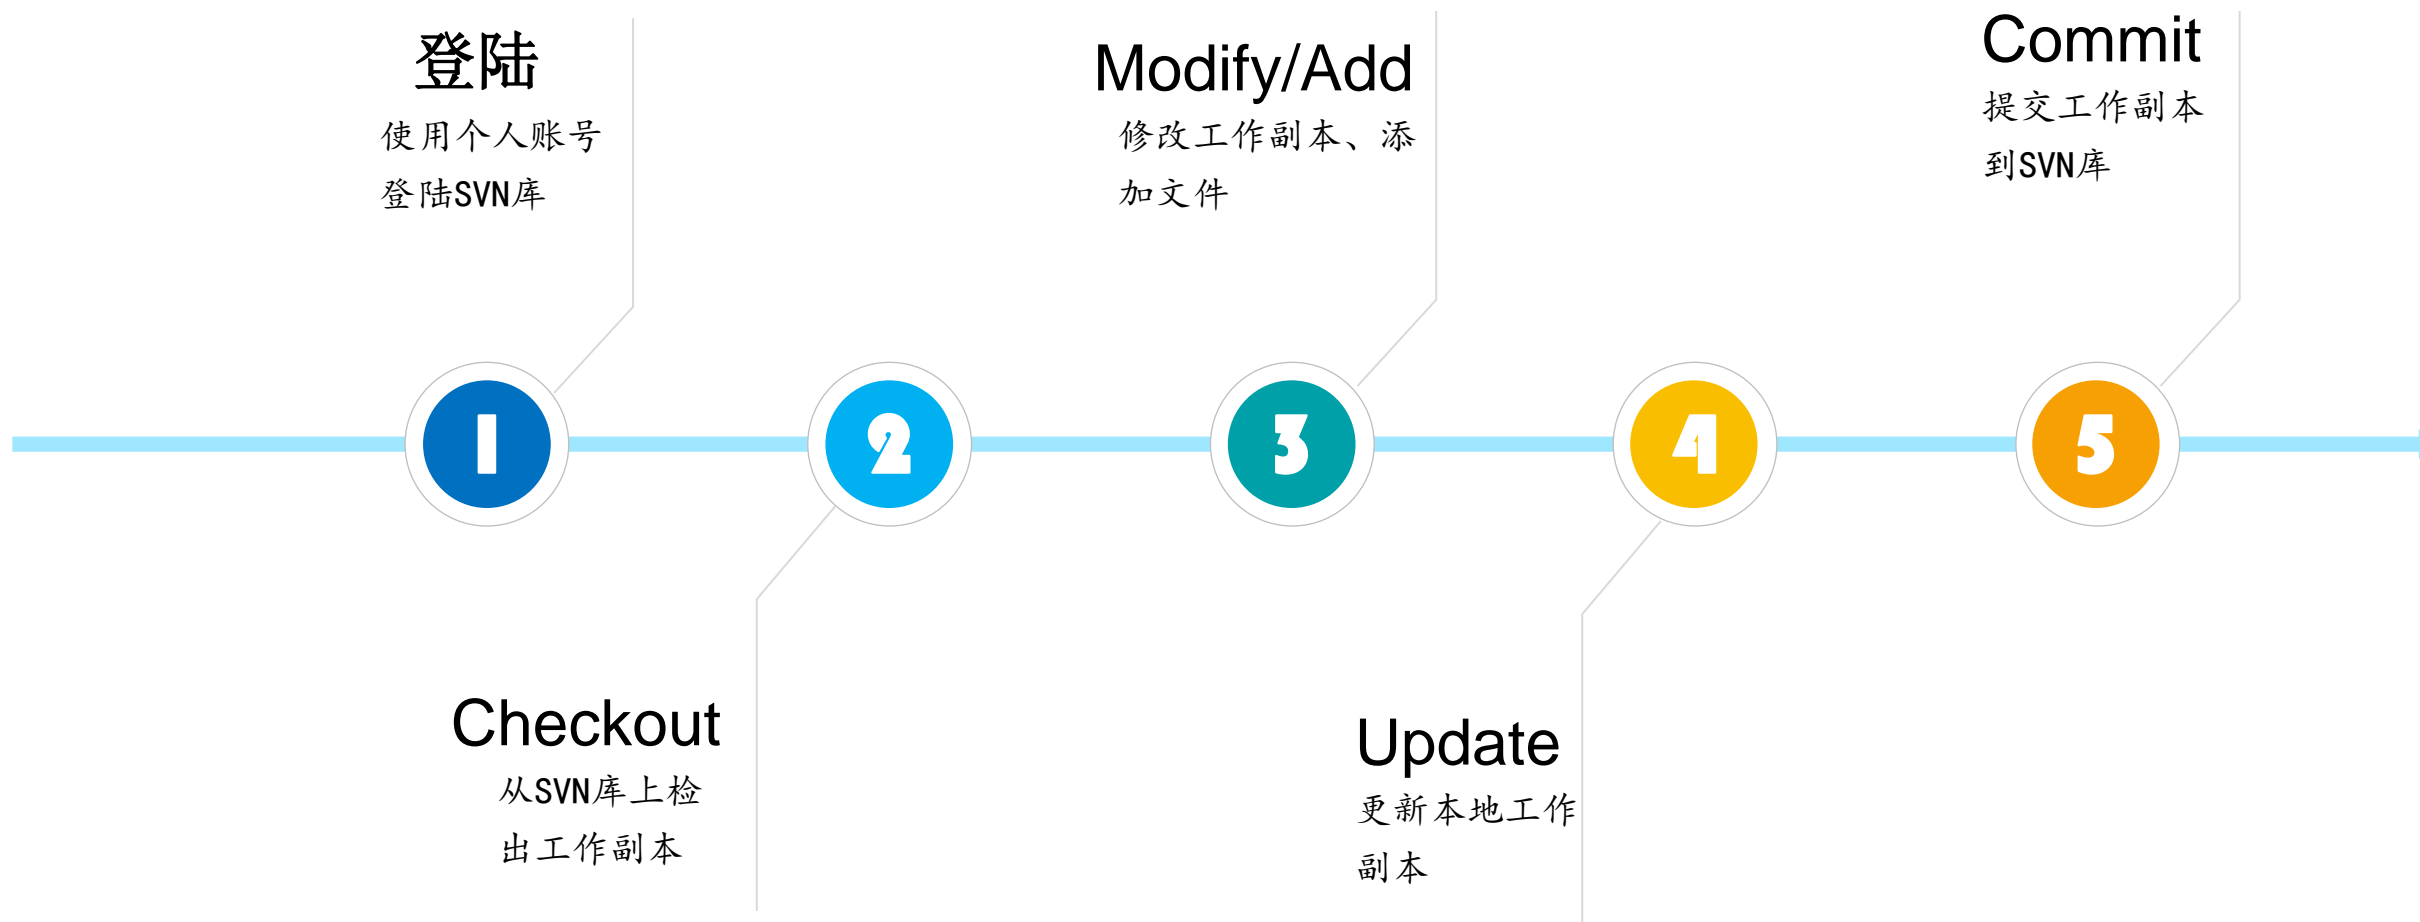 登陆
使用个人账号
登陆SVN库
Modify/Add
修改工作副本、添
加文件
Commit
提交工作副本
到SVN库
1
2
3
4
5
Checkout
从SVN库上检
出工作副本
Update
更新本地工作
副本